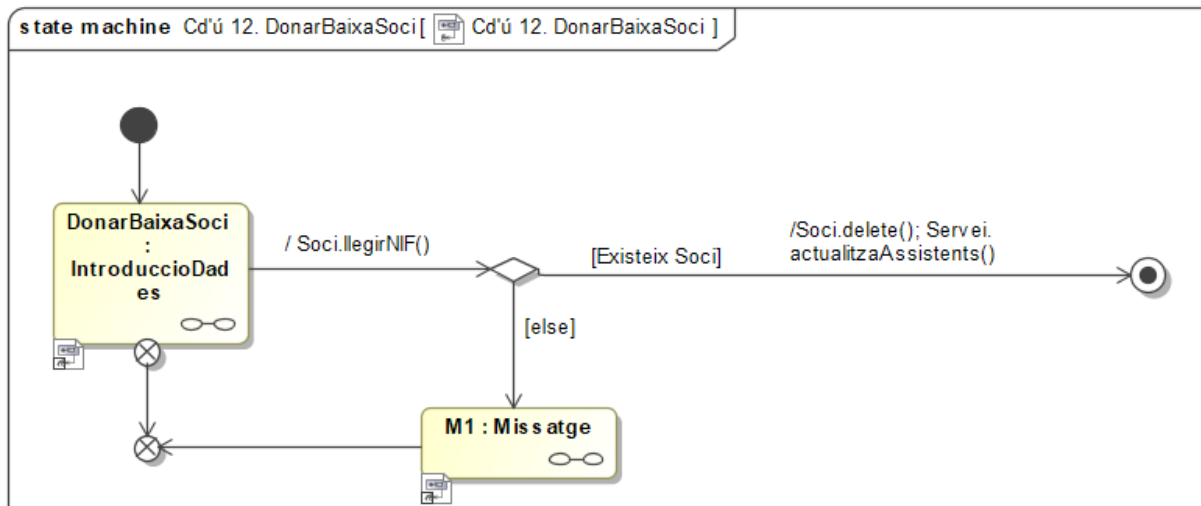 state machine Cd'ú 12. DonarBaixaSoci [ Cd'ú 12. DonarBaixaSoci ]
DonarBaixaSoci
:
IntroduccioDad
es
/ Soci.llegirNIF()
[Existeix Soci]
/Soci.delete(); Servei.
actualitzaAssistents()
[else]
M1 : Missatge